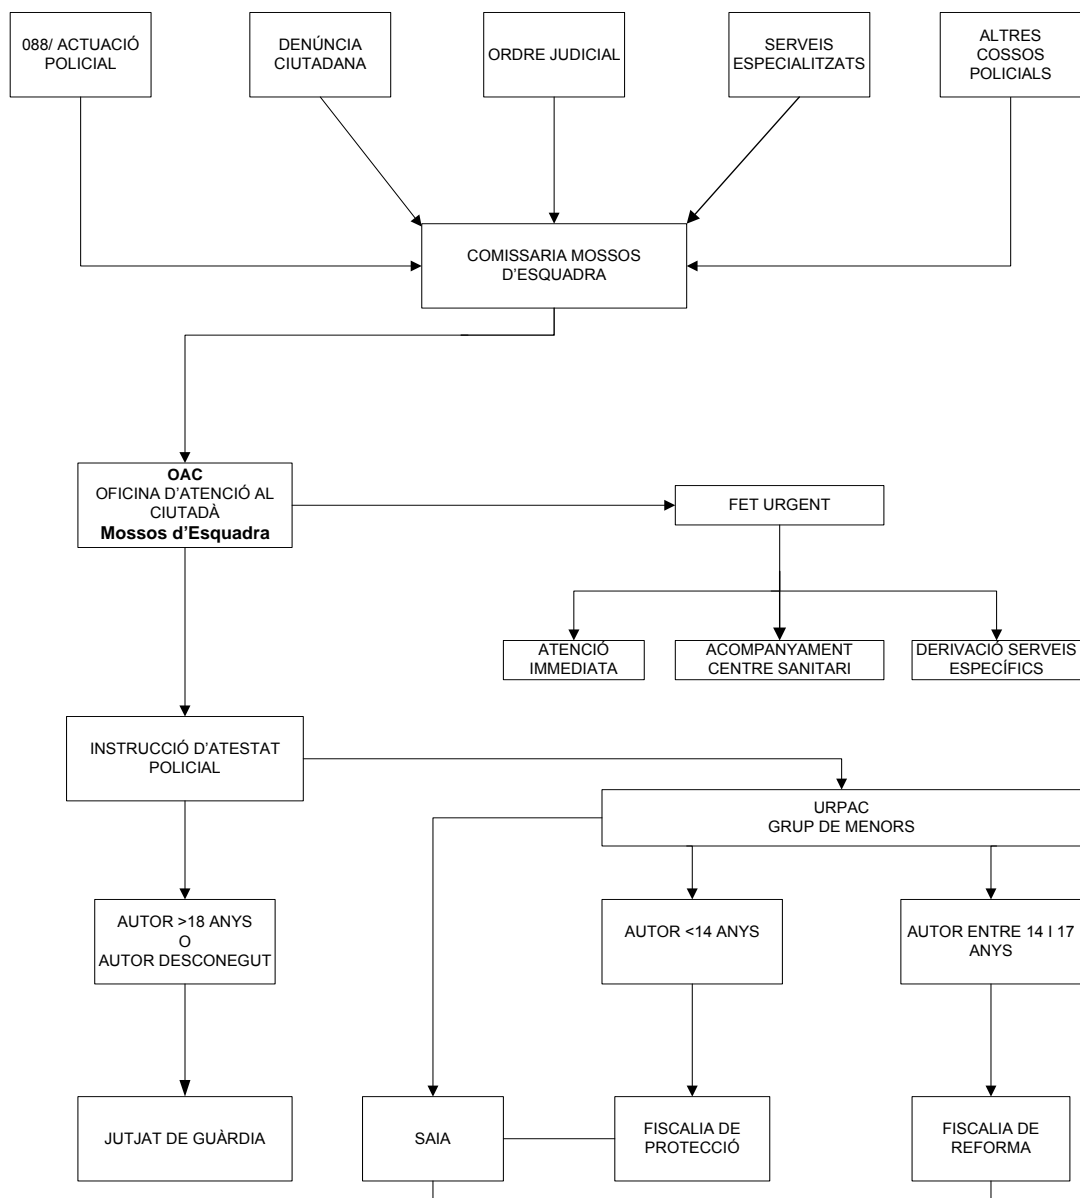 088/ ACTUACIÓ
POLICIAL
DENÚNCIA
CIUTADANA
ORDRE JUDICIAL
SERVEIS
ESPECIALITZATS
ALTRES
COSSOS
POLICIALS
COMISSARIA MOSSOS
D'ESQUADRA
OAC
OFICINA D'ATENCIÓ AL
CIUTADÀ
Mossos d'Esquadra
FET URGENT
ATENCIÓ
IMMEDIATA
ACOMPANYAMENT
CENTRE SANITARI
DERIVACIÓ SERVEIS
ESPECÍFICS
INSTRUCCIÓ D'ATESTAT
POLICIAL
URPAC
GRUP DE MENORS
AUTOR >18 ANYS
O
AUTOR DESCONEGUT
AUTOR <14 ANYS
AUTOR ENTRE 14 I 17
ANYS
JUTJAT DE GUÀRDIA
SAIA
FISCALIA DE
PROTECCIÓ
FISCALIA DE
REFORMA